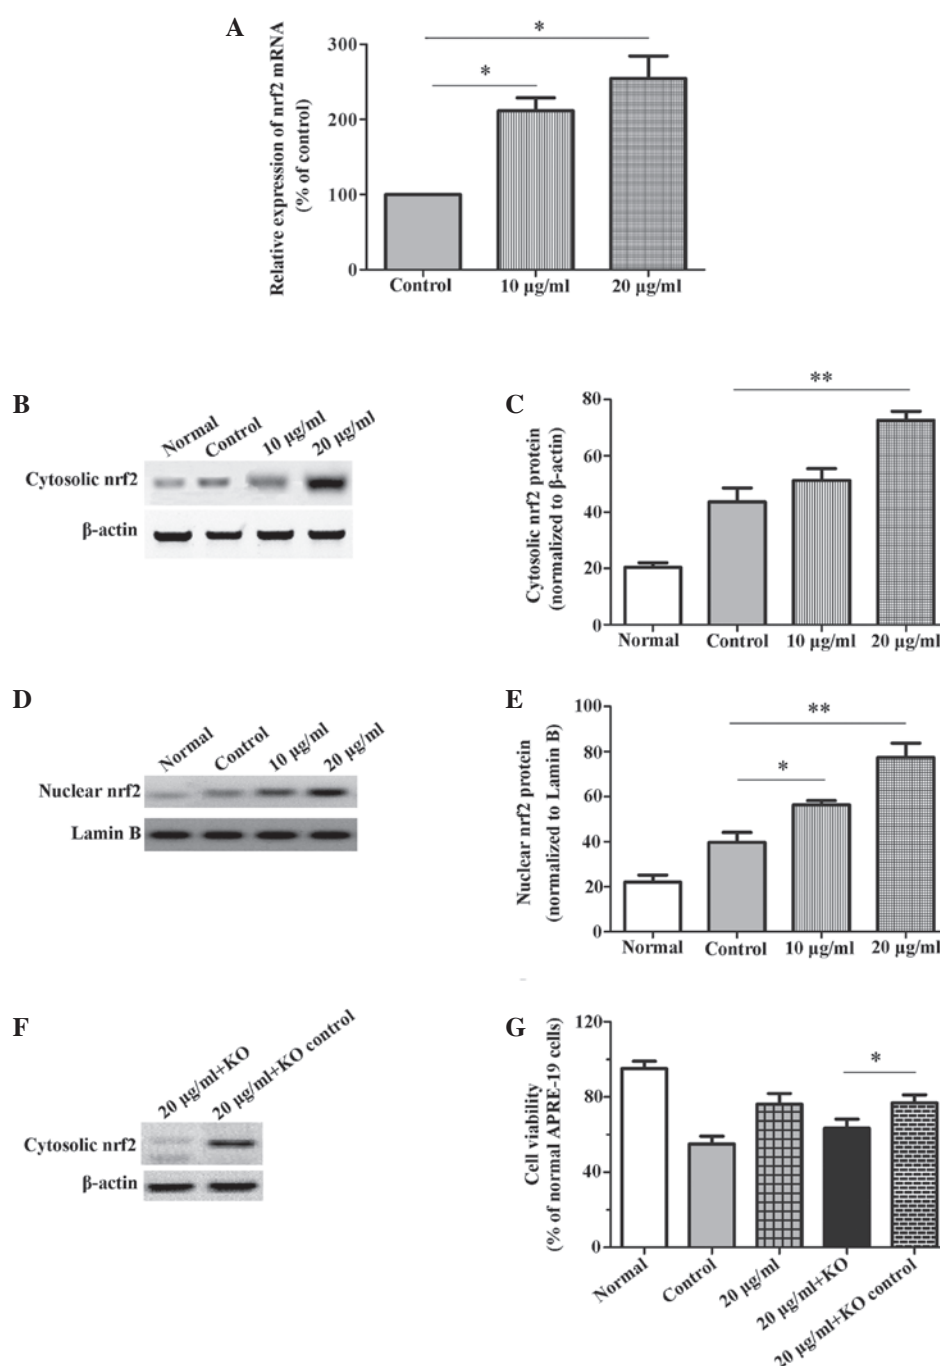 A
Relative expression of nrf2 mRNA
(% of control)
300
200
100
0
*
*
Control
10 µg/ml
20 µg/ml
B
Normal
Control
10 µg/ml
20 µg/ml
Cytosolic nrf2
β-actin
C
Cytosolic nrf2 protein
(normalized to β-actin)
80
60
40
20
0
**
Normal
Control
10 µg/ml
20 µg/ml
D
Normal
Control
10 µg/ml
20 µg/ml
Nuclear nrf2
Lamin B
E
Nuclear nrf2 protein
(normalized to Lamin B)
100
80
60
40
20
0
**
*
Normal
Control
10 µg/ml
20 µg/ml
F
20 µg/ml+KO
20 µg/ml+KO control
Cytosolic nrf2
β-actin
G
Cell viability
(% of normal APRE-19 cells)
120
80
40
0
*
Normal
Control
20 µg/ml
20 µg/ml+KO
20 µg/ml+KO control